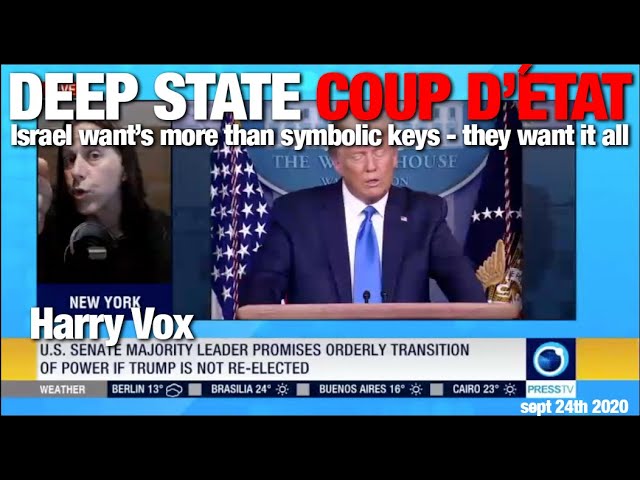 DEEP STATE COUP D'ÉTAT
Israel want's more than symbolic keys - they want it all
THE WHITE HOUSE
WASHINGTON
NEW YORK
Harry Vox
U.S. SENATE MAJORITY LEADER PROMISES ORDERLY TRANSITION
OF POWER IF TRUMP IS NOT RE-ELECTED
PRESSTV
WEATHER BERLIN 13° BRASILIA 24° BUENOS AIRES 16° CAIRO 23°
sept 24th 2020